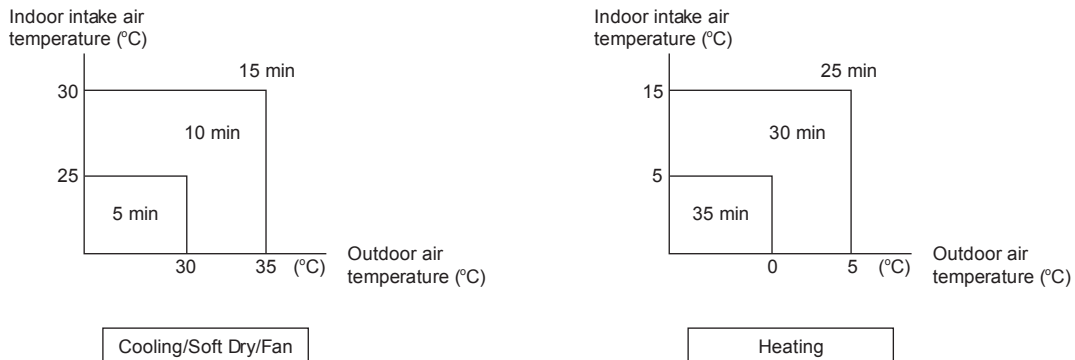 Indoor intake air
temperature (°C)
15 min
30
10 min
25
5 min
30 35 (°C)
Outdoor air
temperature (°C)
Cooling/Soft Dry/Fan
Indoor intake air
temperature (°C)
25 min
15
30 min
5
35 min
0 5 (°C)
Outdoor air
temperature (°C)
Heating